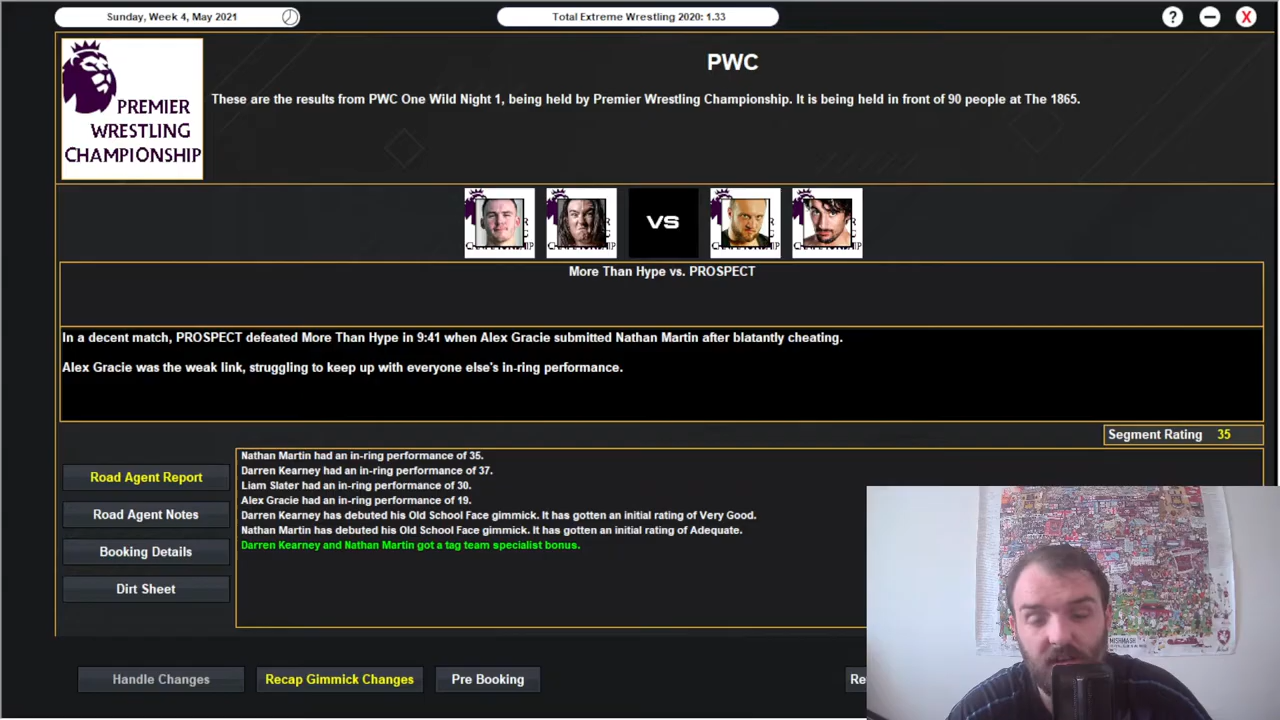 Sunday, Week 4, May 2021
Total Extreme Wrestling 2020: 1.33
?
X
PREMIER
WRESTLING
CHAMPIONSHIP
PWC
These are the results from PWC One Wild Night 1, being held by Premier Wrestling Championship. It is being held in front of 90 people at The 1865.
VS
More Than Hype vs. PROSPECT
In a decent match, PROSPECT defeated More Than Hype in 9:41 when Alex Gracie submitted Nathan Martin after blatantly cheating.
Alex Gracie was the weak link, struggling to keep up with everyone else's in-ring performance.
Segment Rating 35
Road Agent Report
Road Agent Notes
Booking Details
Dirt Sheet
Nathan Martin had an in-ring performance of 35.
Darren Kearney had an in-ring performance of 37.
Liam Slater had an in-ring performance of 30.
Alex Gracie had an in-ring performance of 19.
Darren Kearney has debuted his Old School Face gimmick. It has gotten an initial rating of Very Good.
Nathan Martin has debuted his Old School Face gimmick. It has gotten an initial rating of Adequate.
Darren Kearney and Nathan Martin got a tag team specialist bonus.
Handle Changes
Recap Gimmick Changes
Pre Booking